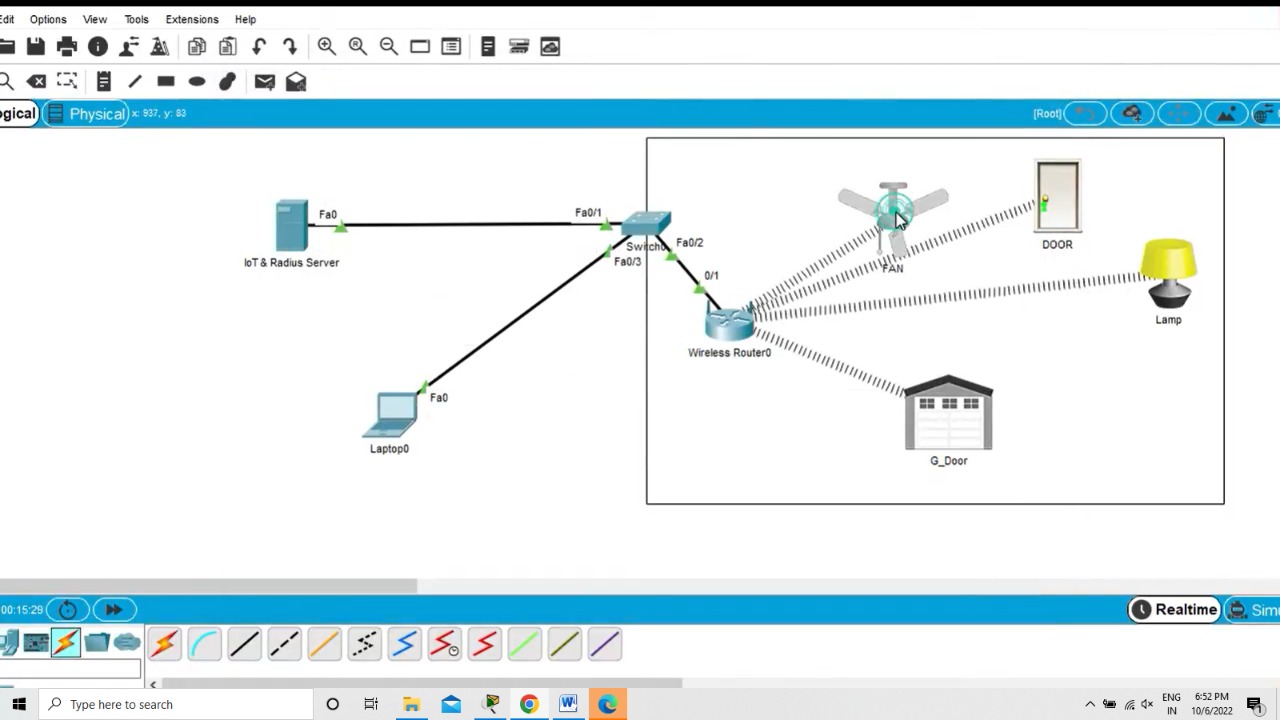 Edit Options View Tools Extensions Help
ogical Physical x: 937, y: 83 [Root]
IoT & Radius Server
Fa0
Fa0/1
Switch0
Fa0/2
Fa0/3
0/1
Wireless Router0
Fa0
Laptop0
FAN
DOOR
Lamp
G_Door
00:15:29 Realtime Simu
Type here to search
ENG
IN
6:52 PM
10/6/2022
1